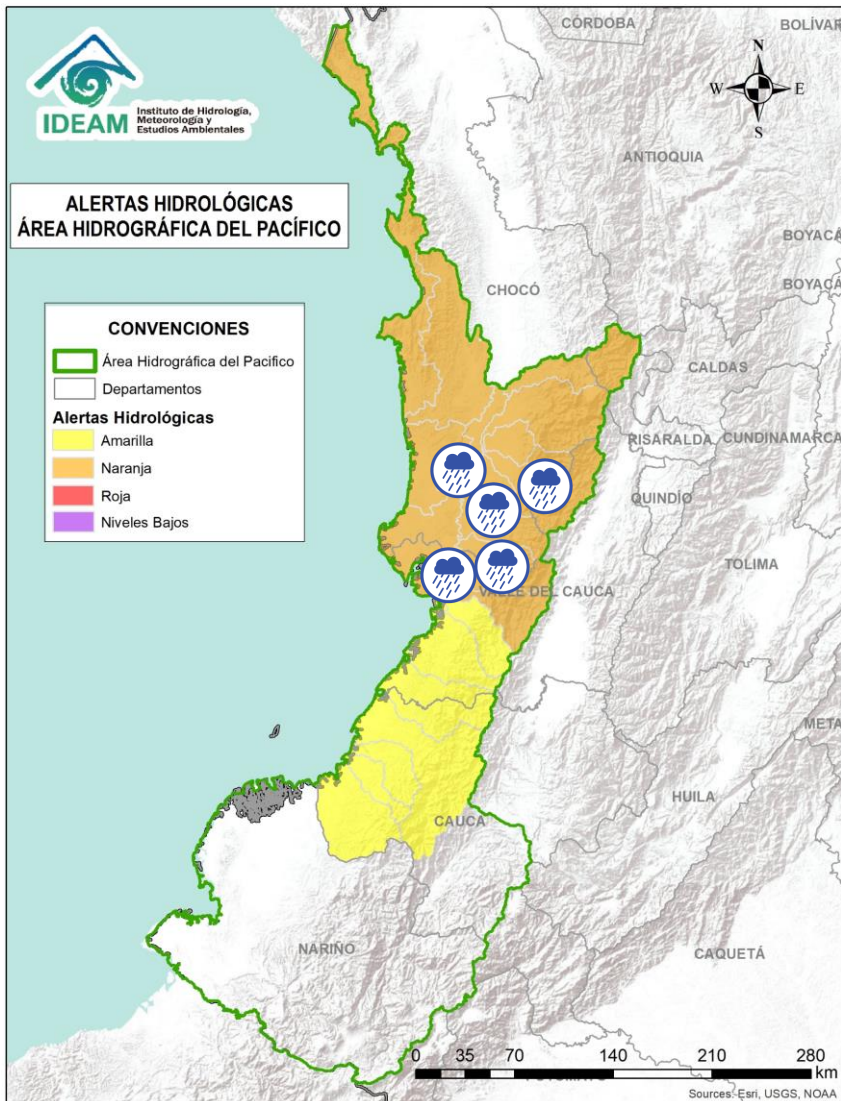 CÓRDOBA
BOLÍVAR
N
W
E
S
IDEAM
Instituto de Hidrología,
Meteorología y
Estudios Ambientales
ANTIOQUIA
ALERTAS HIDROLÓGICAS
ÁREA HIDROGRÁFICA DEL PACÍFICO
BOYACÁ
BOYACÁ
CHOCÓ
CONVENCIONES
Área Hidrográfica del Pacifico
Departamentos
Alertas Hidrológicas
Amarilla
Naranja
Roja
Niveles Bajos
CALDAS
RISARALDA
CUNDINAMARCA
QUINDÍO
TOLIMA
VALLE DEL CAUCA
META
HUILA
CAUCA
NARIÑO
CAQUETÁ
0 35 70 140 210 280
km
Sources: Esri, USGS, NOAA